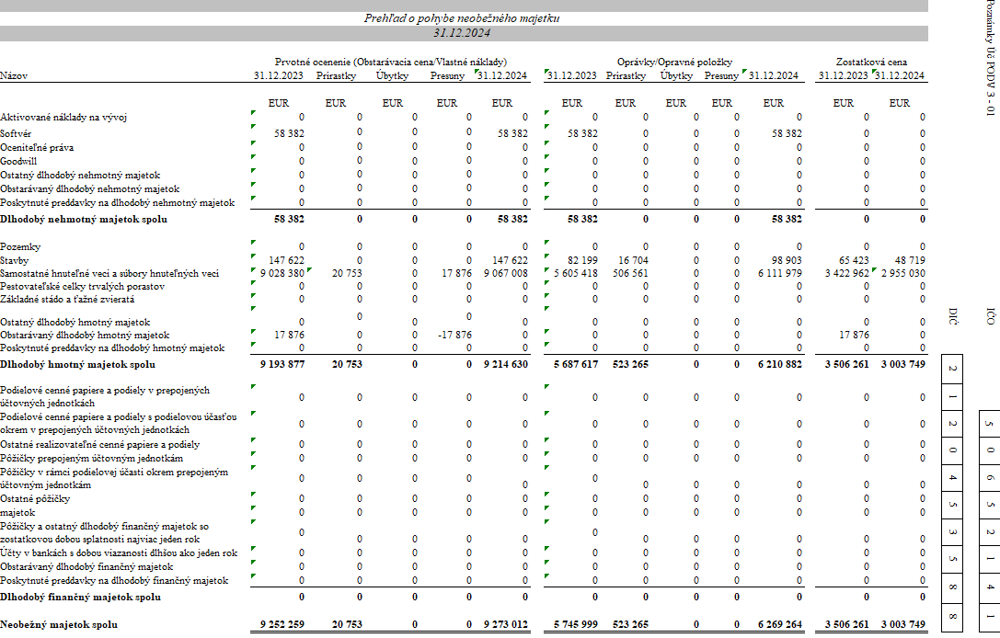 Prehľad o pohybe neobežného majetku
31.12.2024
Prvotné ocenenie (Obstarávacia cena/Vlastné náklady) Oprávky/Opravné položky Zostatková cena
Názov 31.12.2023 Prírastky Úbytky Presuny 31.12.2024 31.12.2023 Prírastky Úbytky Presuny 31.12.2024 31.12.2023 31.12.2024
EUR EUR EUR EUR EUR EUR EUR EUR EUR EUR EUR EUR
Aktivované náklady na vývoj 0 0 0 0 0 0 0 0 0 0 0 0
Softvér 58 382 0 0 0 58 382 58 382 0 0 0 58 382 0 0
Oceniteľné práva 0 0 0 0 0 0 0 0 0 0 0 0
Goodwill 0 0 0 0 0 0 0 0 0 0 0 0
Ostatný dlhodobý nehmotný majetok 0 0 0 0 0 0 0 0 0 0 0 0
Obstarávaný dlhodobý nehmotný majetok 0 0 0 0 0 0 0 0 0 0 0 0
Poskytnuté preddavky na dlhodobý nehmotný majetok 0 0 0 0 0 0 0 0 0 0 0 0
Dlhodobý nehmotný majetok spolu 58 382 0 0 0 58 382 58 382 0 0 0 58 382 0 0
Pozemky 0 0 0 0 0 0 0 0 0 0 0 0
Stavby 147 622 0 0 0 147 622 82 199 16 704 0 0 98 903 65 423 48 719
Samostatné hnuteľné veci a súbory hnuteľných veci 9 028 380 20 753 0 17 876 9 067 008 5 605 418 506 561 0 0 6 111 979 3 422 962 2 955 030
Pestovateľské celky trvalých porastov 0 0 0 0 0 0 0 0 0 0 0 0
Základné stádo a ťažné zvieratá 0 0 0 0 0 0 0 0 0 0 0 0
Ostatný dlhodobý hmotný majetok 0 0 0 0 0 0 0 0 0 0 0 0
Obstarávaný dlhodobý hmotný majetok 17 876 0 0 -17 876 0 0 0 0 0 0 17 876 0
Poskytnuté preddavky na dlhodobý hmotný majetok 0 0 0 0 0 0 0 0 0 0 0 0
Dlhodobý hmotný majetok spolu 9 193 877 20 753 0 0 9 214 630 5 687 617 523 265 0 0 6 210 882 3 506 261 3 003 749
Podielové cenné papiere a podiely v prepojených
účtovných jednotkách 0 0 0 0 0 0 0 0 0 0 0 0
Podielové cenné papiere a podiely s podielovou účasťou
okrem v prepojených účtovných jednotkách 0 0 0 0 0 0 0 0 0 0 0 0
Ostatné realizovateľné cenné papiere a podiely 0 0 0 0 0 0 0 0 0 0 0 0
Pôžičky prepojeným účtovným jednotkám 0 0 0 0 0 0 0 0 0 0 0 0
Pôžičky v rámci podielovej účasti okrem prepojeným
účtovným jednotkám 0 0 0 0 0 0 0 0 0 0 0 0
Ostatné pôžičky 0 0 0 0 0 0 0 0 0 0 0 0
majetok 0 0 0 0 0 0 0 0 0 0 0 0
Pôžičky a ostatný dlhodobý finančný majetok so
zostatkovou dobou splatnosti najviac jeden rok 0 0 0 0 0 0 0 0 0 0 0 0
Účty v bankách s dobou viazanosti dlhšou ako jeden rok 0 0 0 0 0 0 0 0 0 0 0 0
Obstarávaný dlhodobý finančný majetok 0 0 0 0 0 0 0 0 0 0 0 0
Poskytnuté preddavky na dlhodobý finančný majetok 0 0 0 0 0 0 0 0 0 0 0 0
Dlhodobý finančný majetok spolu 0 0 0 0 0 0 0 0 0 0 0 0
Neobežný majetok spolu 9 252 259 20 753 0 0 9 273 012 5 745 999 523 265 0 0 6 269 264 3 506 261 3 003 749
Poznámky Úč PODV 3 - 01
IČO 5 0 6 5 2 1 4 1
DIČ 2 1 2 0 4 5 3 5 8 8